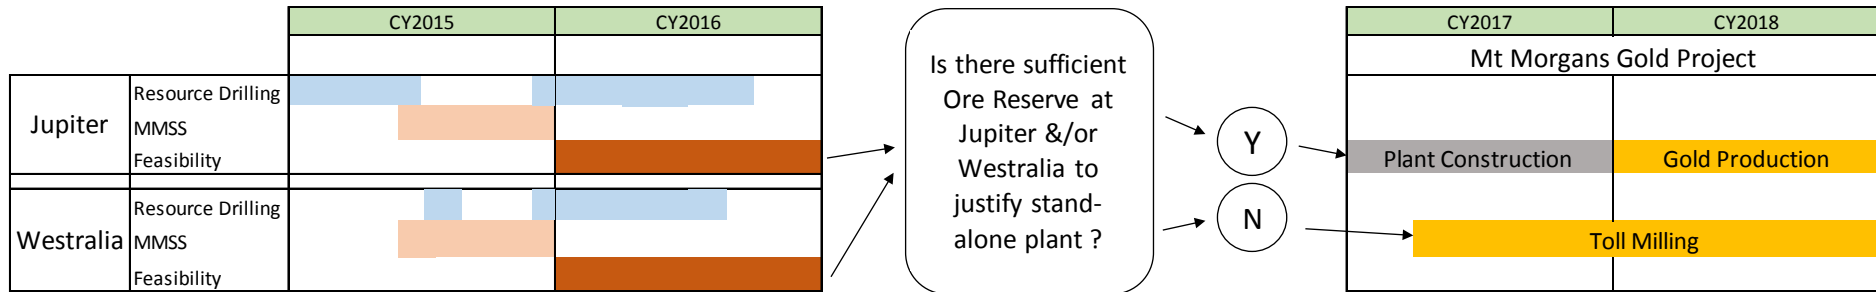 CY2015 CY2016
Jupiter
Resource Drilling
MMSS
Feasibility
Westralia
Resource Drilling
MMSS
Feasibility
Is there sufficient
Ore Reserve at
Jupiter &/or
Westralia to
justify stand-
alone plant ?
Y
N
CY2017 CY2018
Mt Morgans Gold Project
Plant Construction Gold Production
Toll Milling